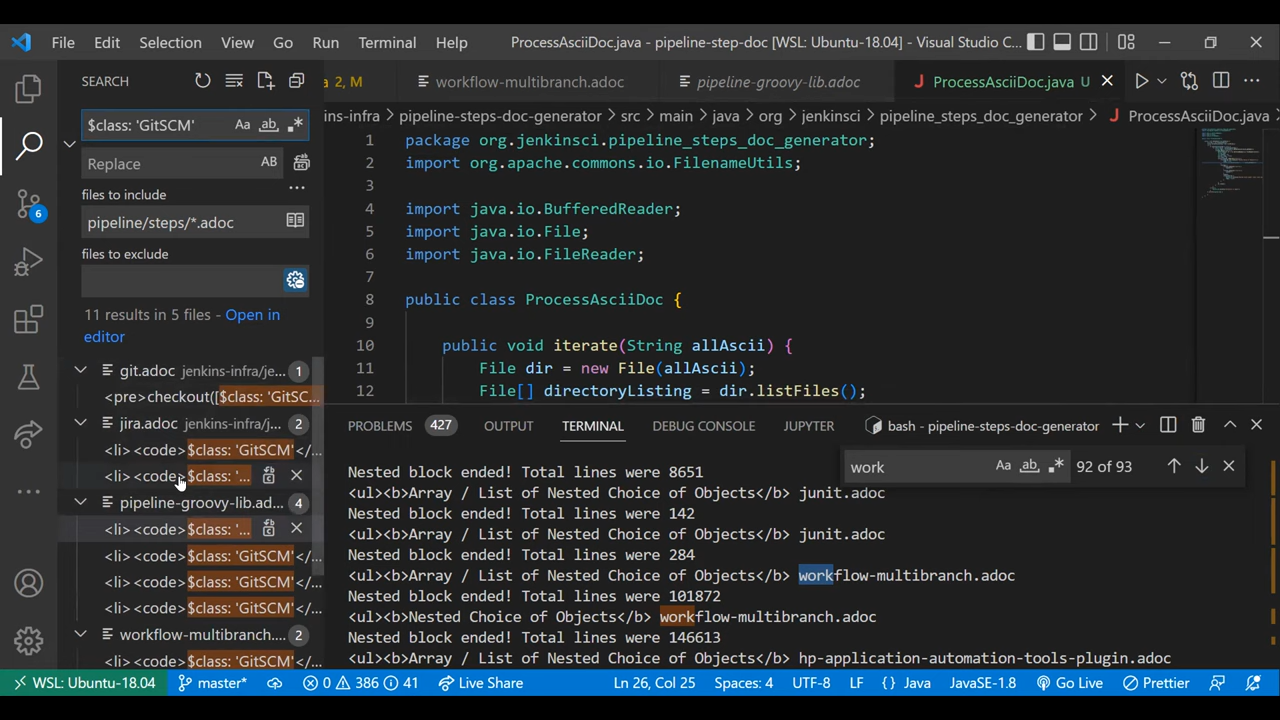 File Edit Selection View Go Run Terminal Help ProcessAsciiDoc.java - pipeline-step-doc [WSL: Ubuntu-18.04] - Visual Studio C...
SEARCH
2, M workflow-multibranch.adoc pipeline-groovy-lib.adoc ProcessAsciiDoc.java U
ins-infra > pipeline-steps-doc-generator > src > main > java > org > jenkinsci > pipeline_steps_doc_generator > ProcessAsciiDoc.java > ...
$class: 'GitSCM' Aa ab
Replace AB
files to include
pipeline/steps/*.adoc
files to exclude
11 results in 5 files - Open in
editor
git.adoc jenkins-infra/je... 1
<pre>checkout([$class: 'GitSC...
jira.adoc jenkins-infra/j... 2
<li><code>$class: 'GitSCM'</...
<li><code>$class: '...
pipeline-groovy-lib.ad... 4
<li><code>$class: '...
<li><code>$class: 'GitSCM'</...
<li><code>$class: 'GitSCM'</...
<li><code>$class: 'GitSCM'</...
workflow-multibranch.... 2
<li><code>$class: 'GitSCM'</...
1 package org.jenkinsci.pipeline_steps_doc_generator;
2 import org.apache.commons.io.FilenameUtils;
3
4 import java.io.BufferedReader;
5 import java.io.File;
6 import java.io.FileReader;
7
8 public class ProcessAsciiDoc {
9
10 public void iterate(String allAscii) {
11 File dir = new File(allAscii);
12 File[] directoryListing = dir.listFiles();
PROBLEMS 427 OUTPUT TERMINAL DEBUG CONSOLE JUPYTER bash - pipeline-steps-doc-generator
work Aa ab 92 of 93
Nested block ended! Total lines were 8651
<ul><b>Array / List of Nested Choice of Objects</b> junit.adoc
Nested block ended! Total lines were 142
<ul><b>Array / List of Nested Choice of Objects</b> junit.adoc
Nested block ended! Total lines were 284
<ul><b>Array / List of Nested Choice of Objects</b> workflow-multibranch.adoc
Nested block ended! Total lines were 101872
<ul><b>Nested Choice of Objects</b> workflow-multibranch.adoc
Nested block ended! Total lines were 146613
<ul><b>Array / List of Nested Choice of Objects</b> hp-application-automation-tools-plugin.adoc
6
WSL: Ubuntu-18.04 master* 0 386 41 Live Share Ln 26, Col 25 Spaces: 4 UTF-8 LF Java JavaSE-1.8 Go Live Prettier